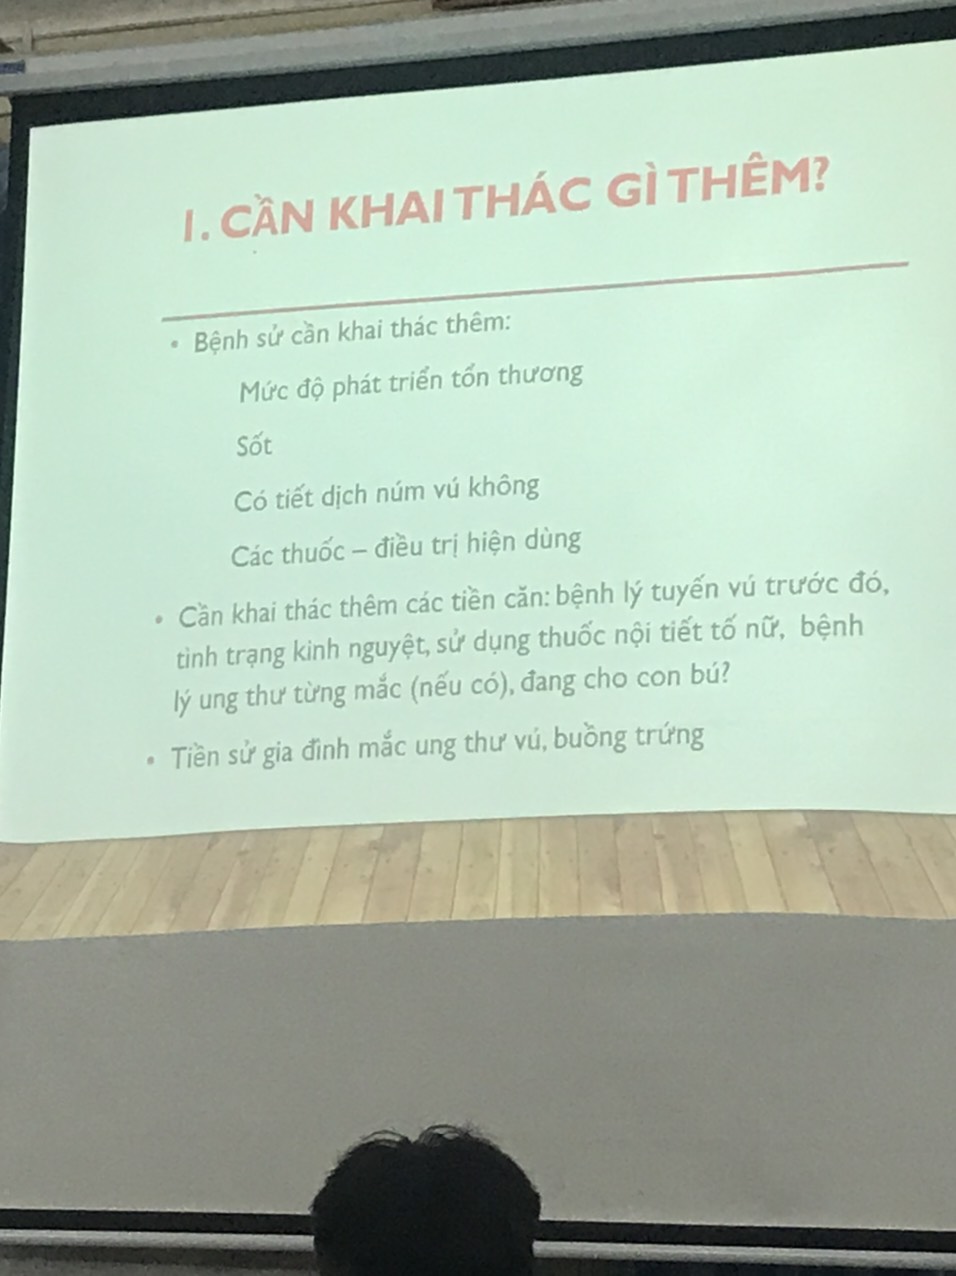 1. CẦN KHAI THÁC GÌ THÊM?
• Bệnh sử cần khai thác thêm:
Mức độ phát triển tổn thương
Sốt
Có tiết dịch núm vú không
Các thuốc – điều trị hiện dùng
• Cần khai thác thêm các tiền căn: bệnh lý tuyến vú trước đó,
tình trạng kinh nguyệt, sử dụng thuốc nội tiết tố nữ, bệnh
lý ung thư từng mắc (nếu có), đang cho con bú?
• Tiền sử gia đình mắc ung thư vú, buồng trứng